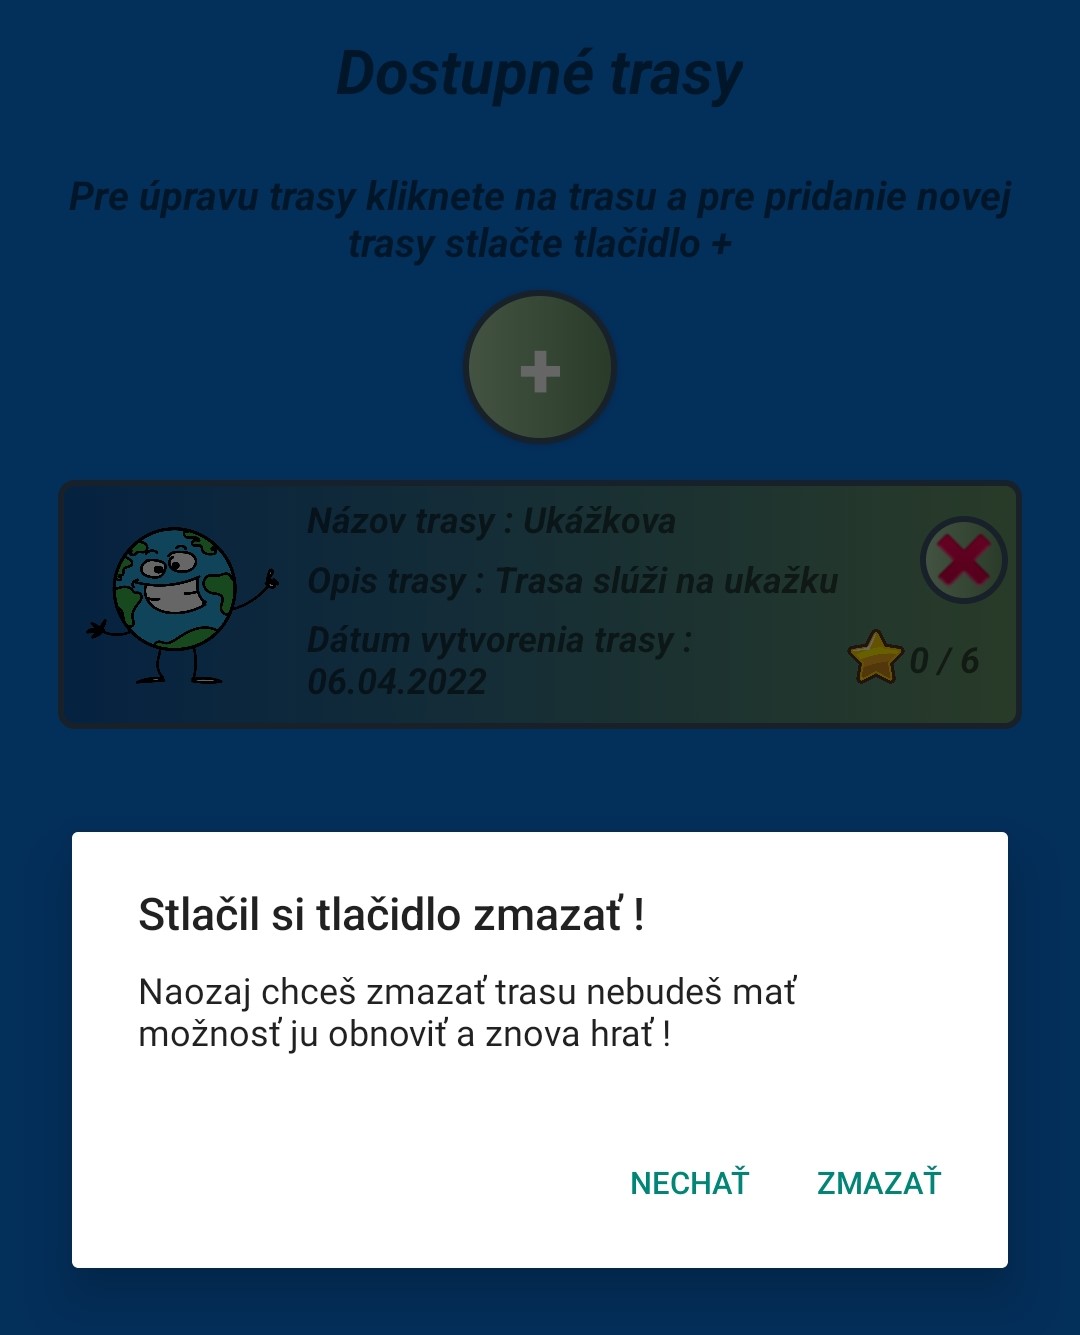 Dostupné trasy
Pre úpravu trasy kliknete na trasu a pre pridanie novej
trasy stlačte tlačidlo +
+
Názov trasy : Ukážkova
Opis trasy : Trasa slúži na ukažku
Dátum vytvorenia trasy :
06.04.2022
0 / 6
Stlačil si tlačidlo zmazať !
Naozaj chceš zmazať trasu nebudeš mať
možnosť ju obnoviť a znova hrať !
NECHAŤ ZMAZAŤ